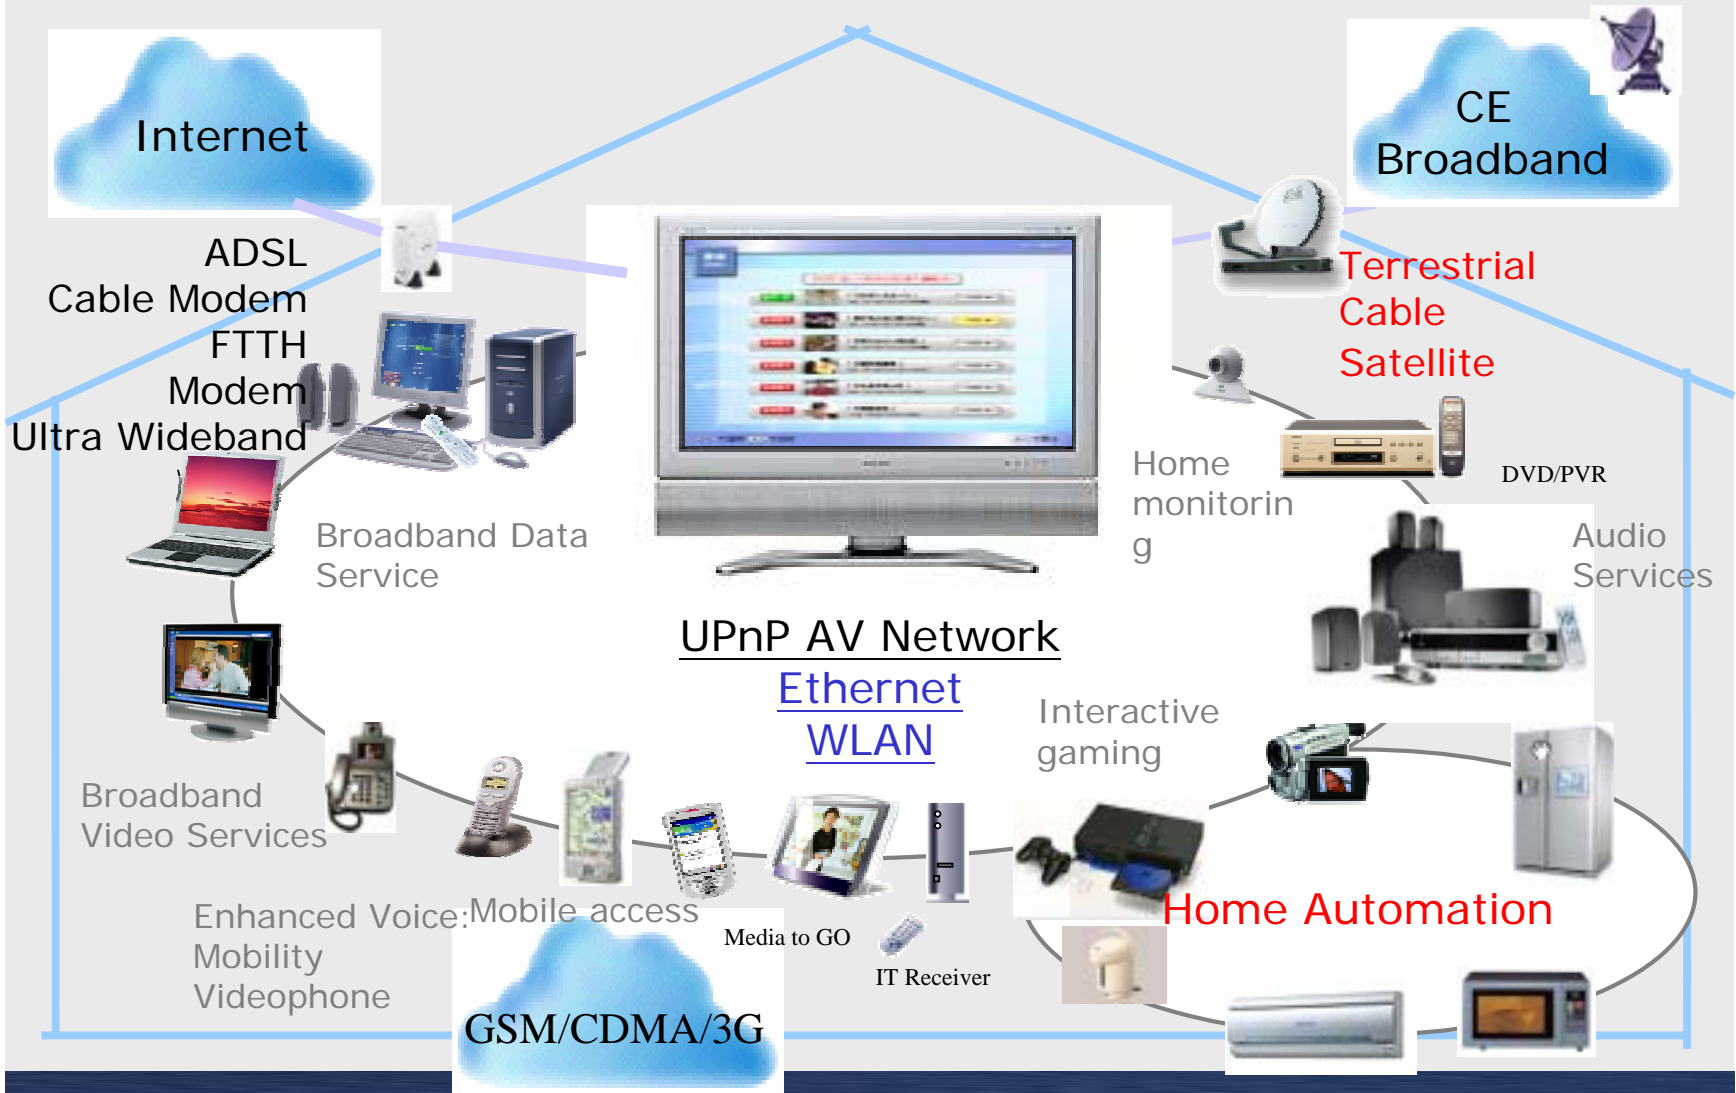 Internet
CE
Broadband
ADSL
Cable Modem
FTTH
Modem
Ultra Wideband
Terrestrial
Cable
Satellite
Home
monitorin
g
DVD/PVR
Broadband Data
Service
Audio
Services
UPnP AV Network
Ethernet
WLAN
Interactive
gaming
Broadband
Video Services
Enhanced Voice:
Mobility
Videophone
Mobile access
Media to GO
IT Receiver
Home Automation
GSM/CDMA/3G